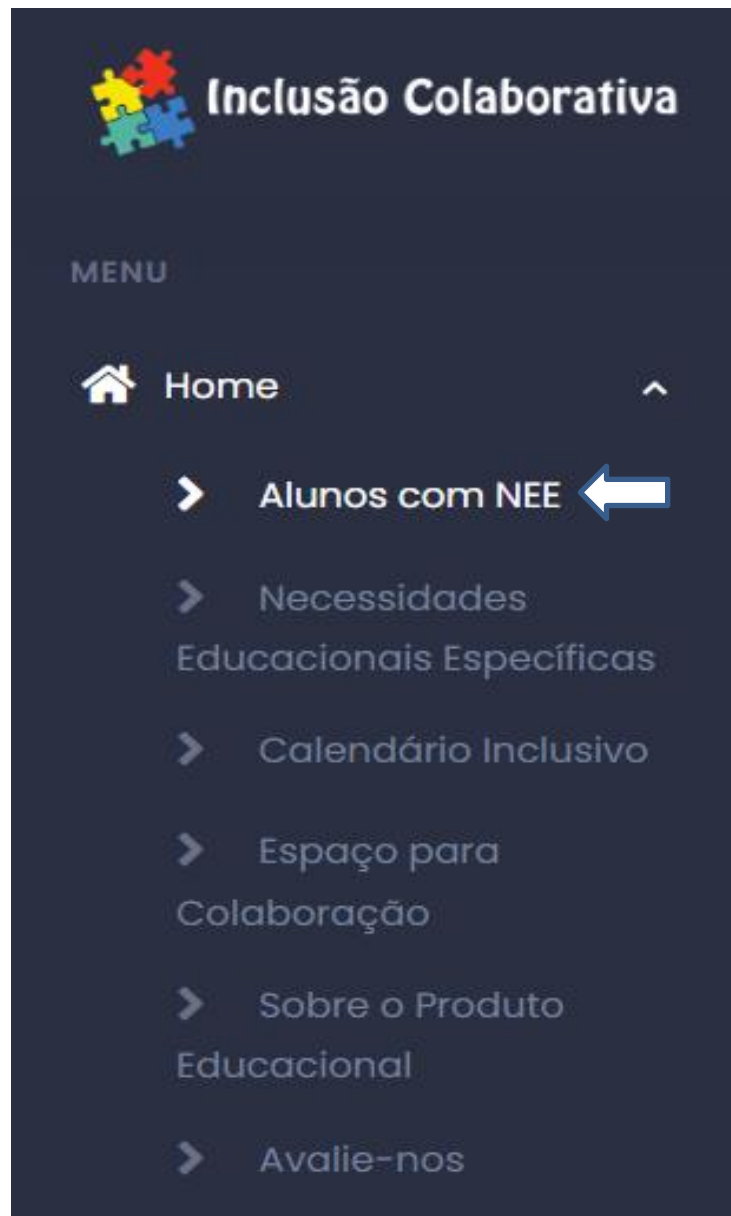 Inclusão Colaborativa
MENU
Home
Alunos com NEE
Necessidades
Educacionais Específicas
Calendário Inclusivo
Espaço para
Colaboração
Sobre o Produto
Educacional
Avalie-nos